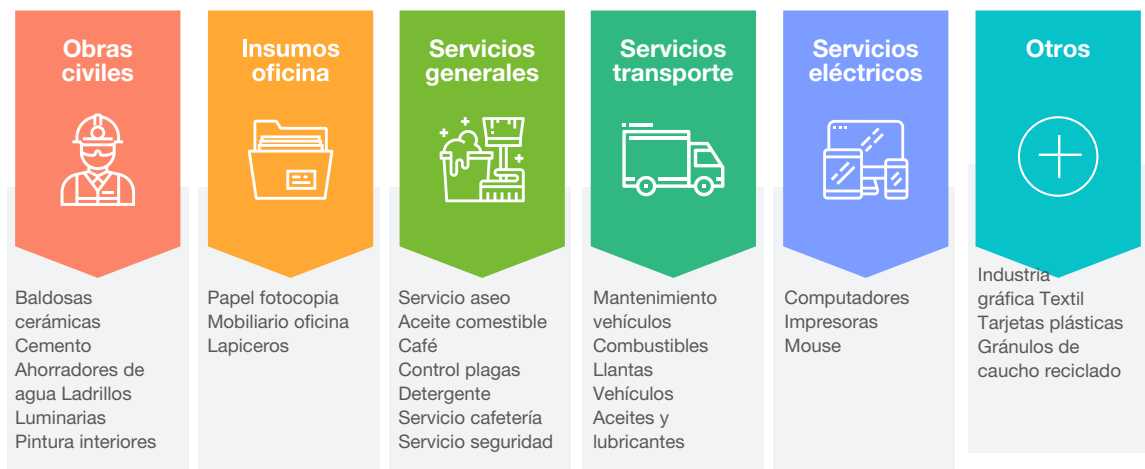 Obras
civiles
Baldosas
cerámicas
Cemento
Ahorradores de
agua Ladrillos
Luminarias
Pintura interiores
Insumos
oficina
Papel fotocopia
Mobiliario oficina
Lapiceros
Servicios
generales
Servicio aseo
Aceite comestible
Café
Control plagas
Detergente
Servicio cafetería
Servicio seguridad
Servicios
transporte
Mantenimiento
vehículos
Combustibles
Llantas
Vehículos
Aceites y
lubricantes
Servicios
eléctricos
Computadores
Impresoras
Mouse
Otros
Industria
gráfica Textil
Tarjetas plásticas
Gránulos de
caucho reciclado